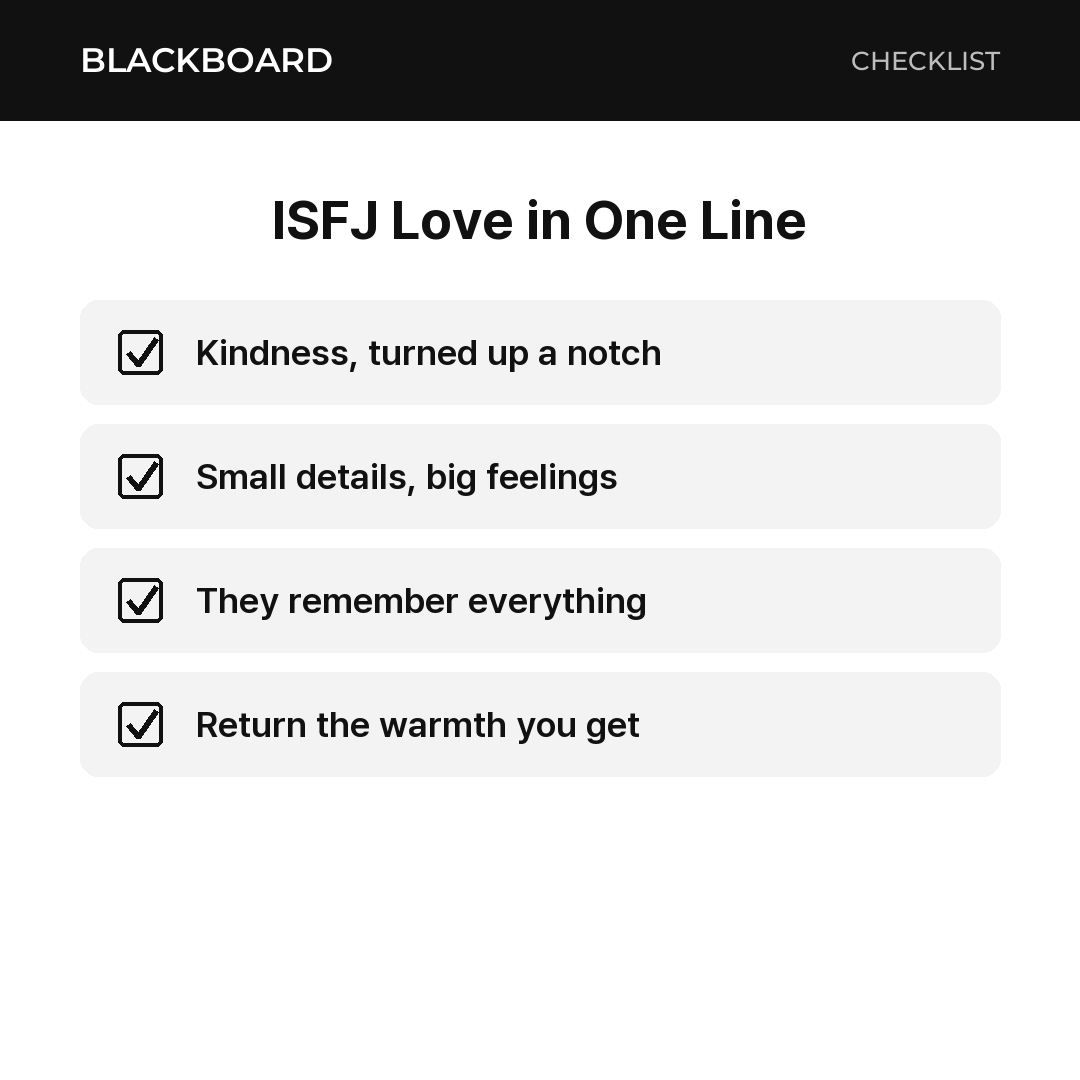 BLACKBOARD
CHECKLIST
ISFJ Love in One Line
Kindness, turned up a notch
Small details, big feelings
They remember everything
Return the warmth you get